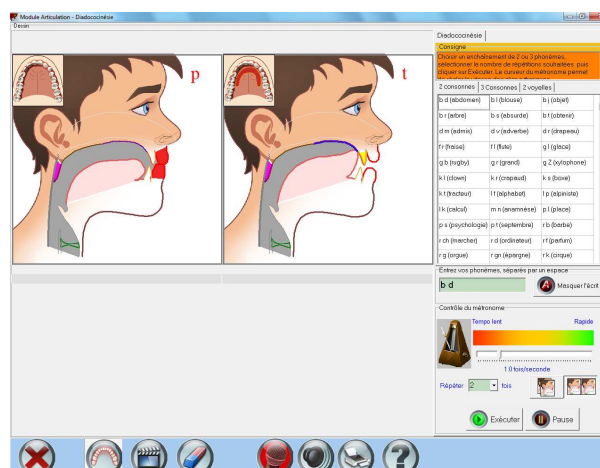 Module Articulation - Diadococinésie
Dessin
p
t
Diadococinésie
Consigne
Choisir un enchaînement de 2 ou 3 phonèmes,
sélectionner le nombre de répétitions souhaitées puis
cliquer sur Exécuter. Le curseur du métronome permet
2 consonnes 3 Consonnes 2 voyelles
b d (abdomen) b l (blouse) b j (objet)
b r (arbre) b s (absurde) b t (obtenir)
d m (admis) d v (adverbe) d r (drapeau)
f r (fraise) f l (flute) g l (glace)
g b (rugby) g r (grand) g Z (xylophone)
k l (clown) k r (crapaud) k s (boxe)
k t (tracteur) l f (alphabet) l p (alpiniste)
l k (calcul) m n (anamnèse) p l (place)
p s (psychologie) p t (septembre) r b (barbe)
r ch (marcher) r d (ordinateur) r f (parfum)
r g (orgue) r gn (épargne) r k (cirque)
Entrez vos phonèmes, séparés par un espace
b d
A Masquer l'écrit
Contrôle du métronome
Tempo lent Rapide
1.0 fois/seconde
Répéter 2 fois
Exécuter Pause
?